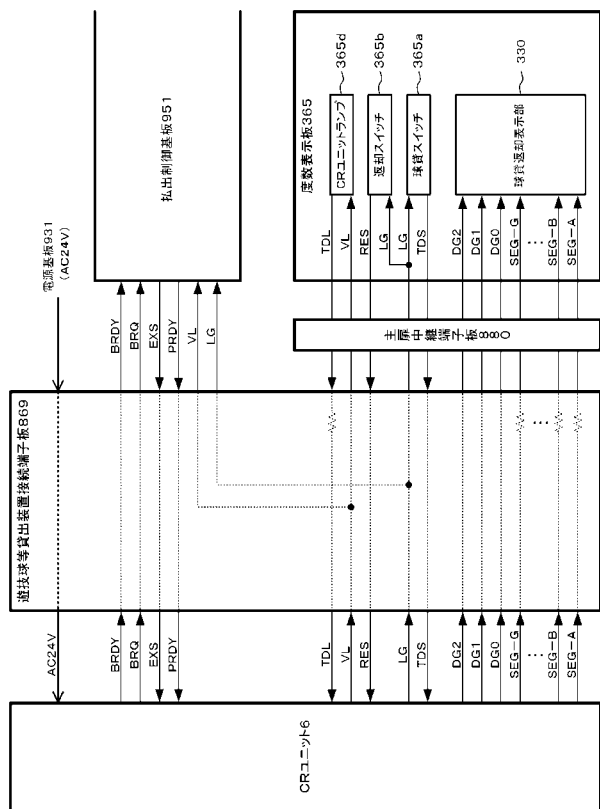 CRユニット6
AC24V
BRDY
BRQ
EXS
PRDY
TDL
VL
RES
LG
TDS
DG2
DG1
DG0
SEG-G
…
SEG-B
SEG-A
遊技球等貸出装置接続端子板869
…
電源基板931
(AC24V)
払出制御基板951
BRDY
BRQ
EXS
PRDY
VL
LG
主扉中継端子板880
TDL
VL
RES
LG
LG
TDS
DG2
DG1
DG0
SEG-G
…
SEG-B
SEG-A
度数表示板365
CRユニットランプ
365d
返却スイッチ
365b
球貸スイッチ
365a
球貸返却表示部
330